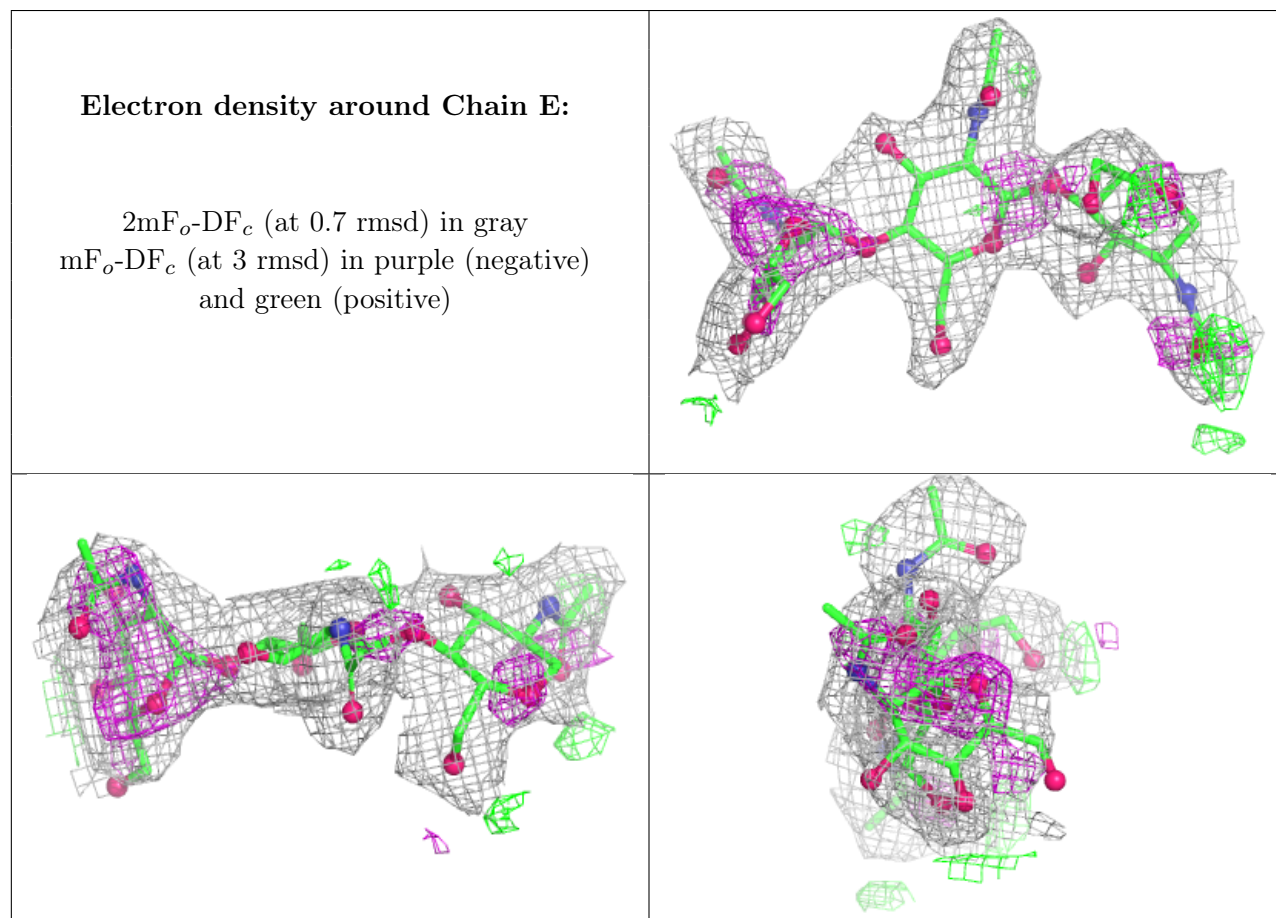 Electron density around Chain E:
2mFo-DFc (at 0.7 rmsd) in gray
mFo-DFc (at 3 rmsd) in purple (negative)
and green (positive)